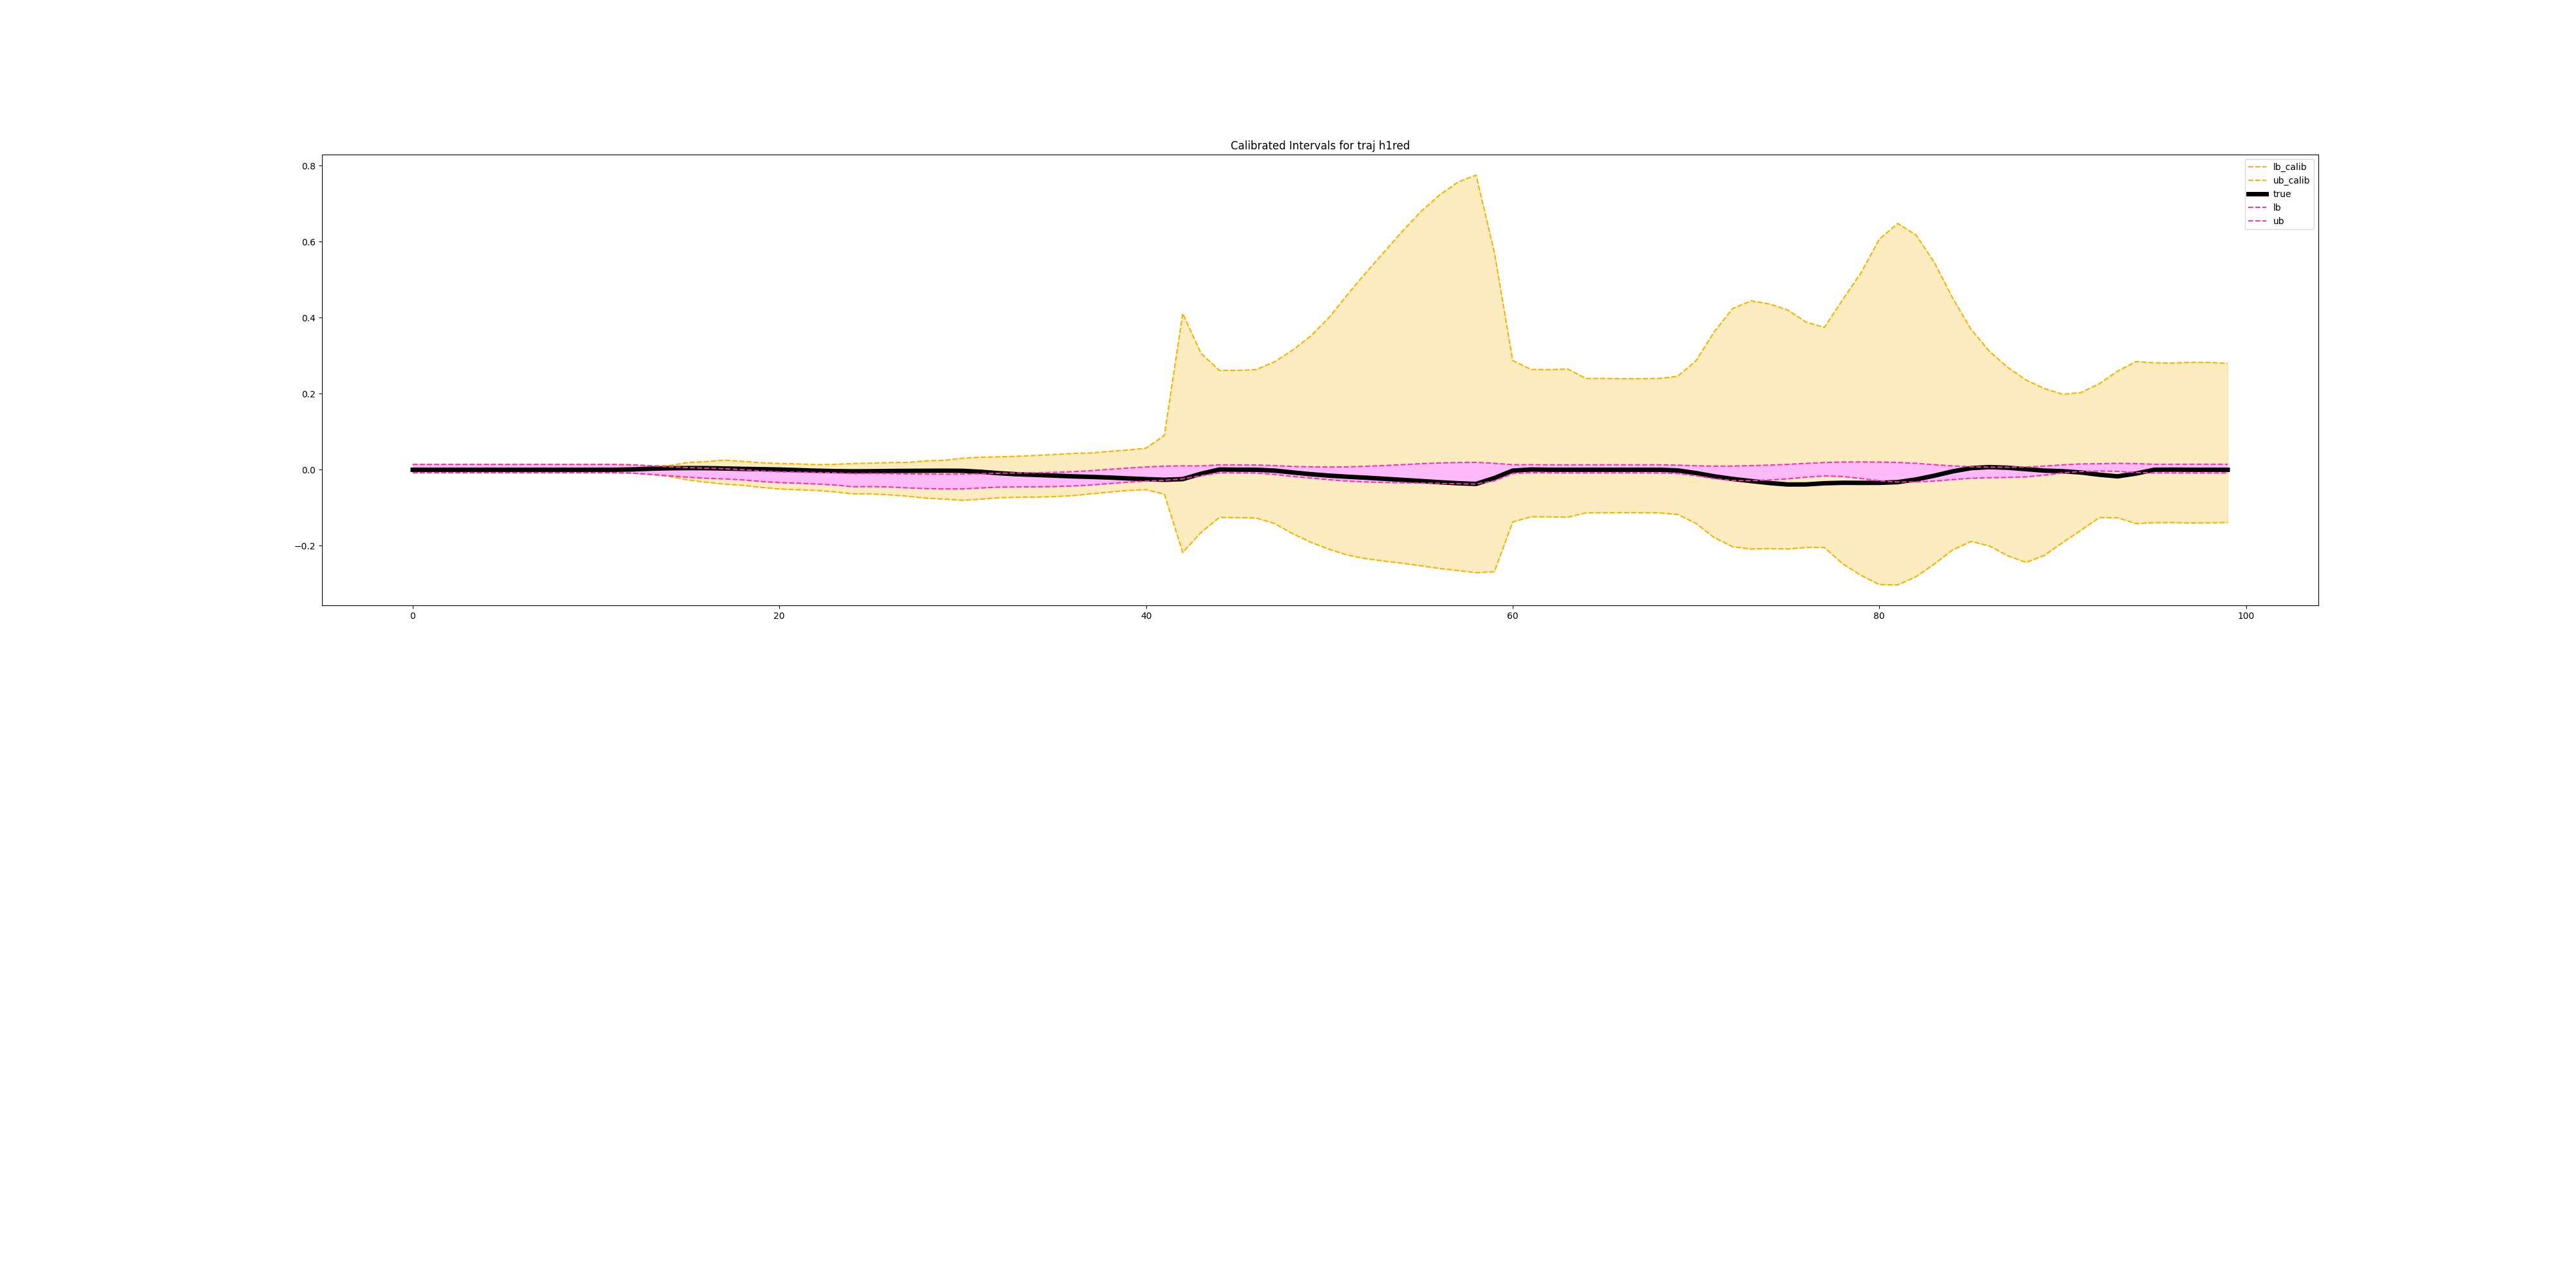 Calibrated Intervals for traj h1red
0.8
0.6
0.4
0.2
0.0
−0.2
0
20
40
60
80
100
lb_calib
ub_calib
true
lb
ub